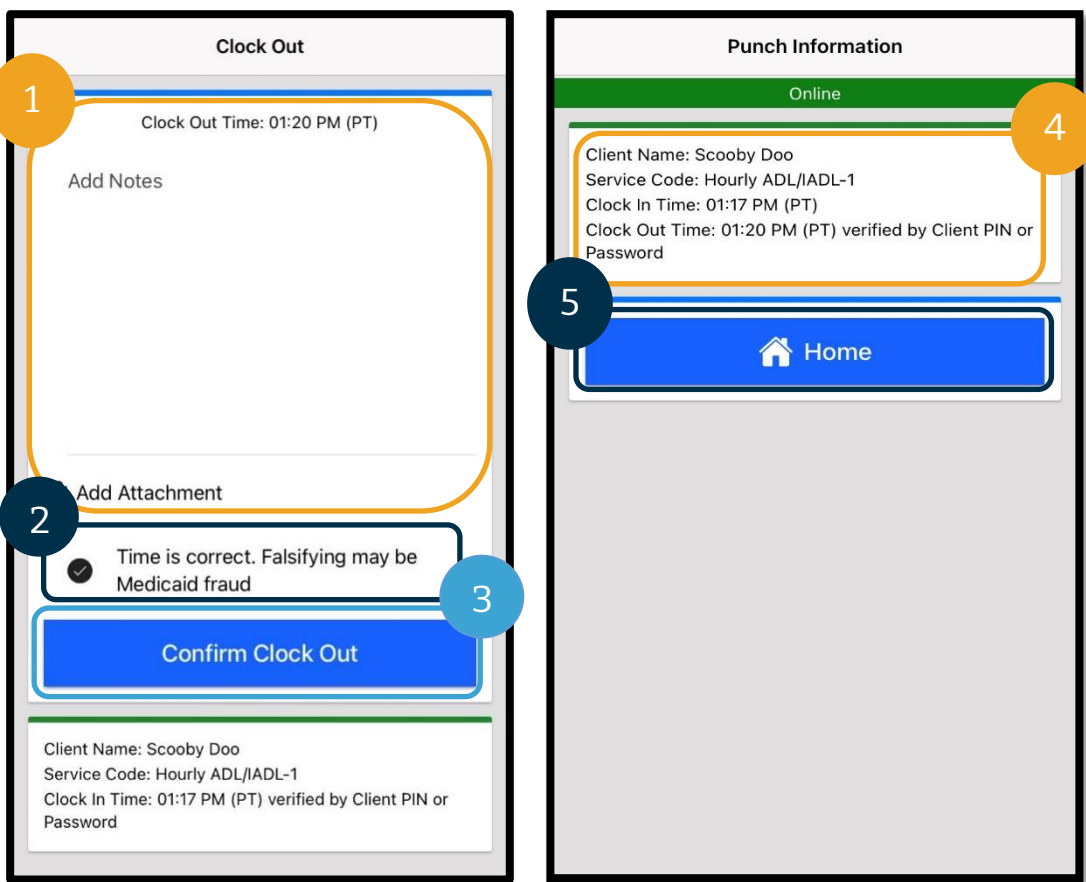 Clock Out
1
Clock Out Time: 01:20 PM (PT)
Add Notes
Add Attachment
2
Time is correct. Falsifying may be
Medicaid fraud
3
Confirm Clock Out
Client Name: Scooby Doo
Service Code: Hourly ADL/IADL-1
Clock In Time: 01:17 PM (PT) verified by Client PIN or
Password
Punch Information
Online
4
Client Name: Scooby Doo
Service Code: Hourly ADL/IADL-1
Clock In Time: 01:17 PM (PT)
Clock Out Time: 01:20 PM (PT) verified by Client PIN or
Password
5
Home